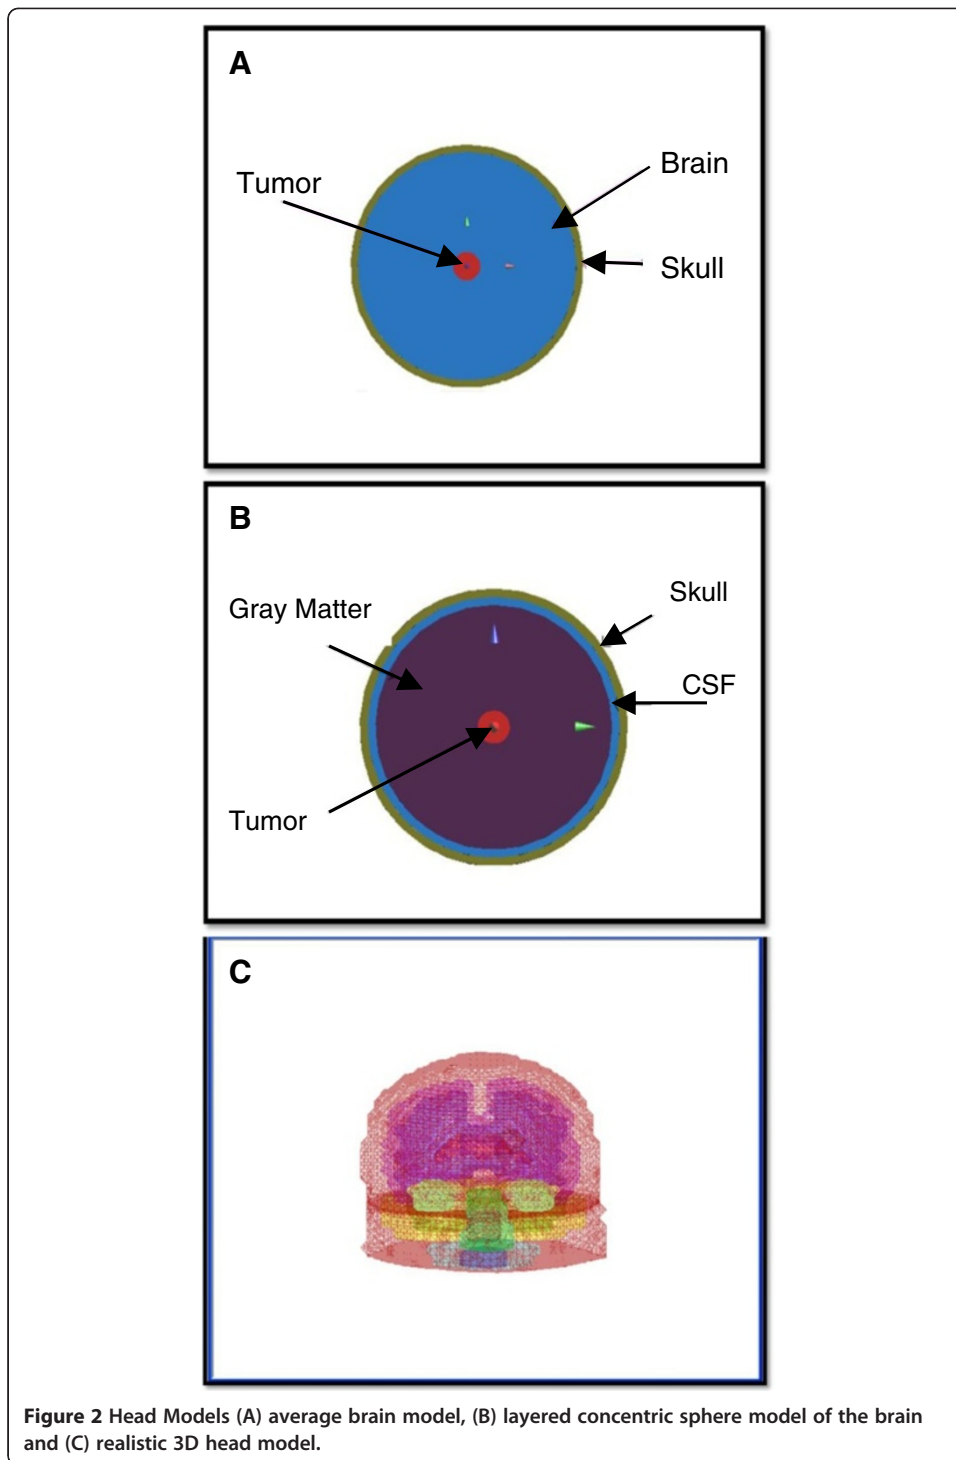 A
Tumor
Brain
Skull
B
Gray Matter
Skull
CSF
Tumor
C
Figure 2 Head Models (A) average brain model, (B) layered concentric sphere model of the brain
and (C) realistic 3D head model.